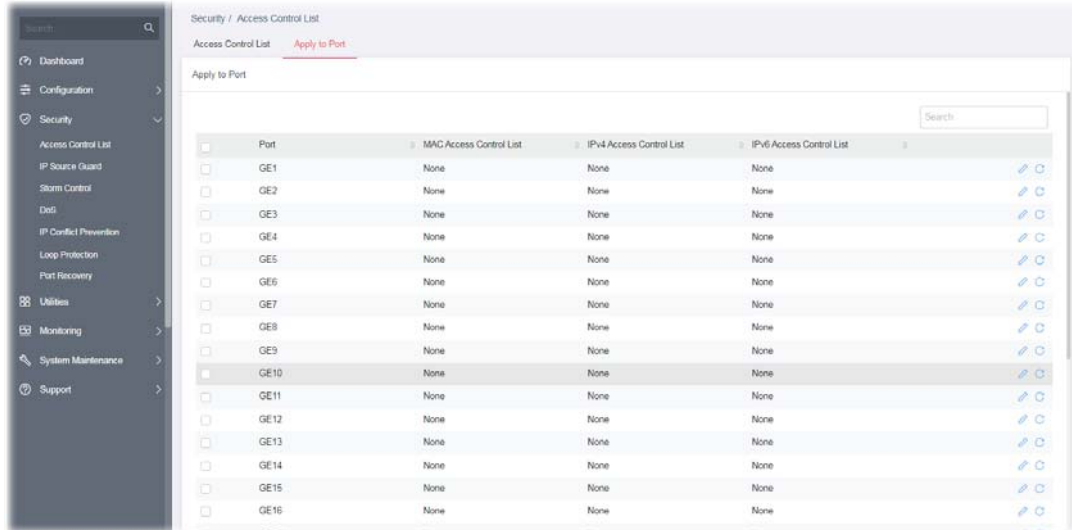 Search
Dashboard
Configuration
Security
Access Control List
IP Source Guard
Storm Control
DoS
IP Conflict Prevention
Loop Protection
Port Recovery
Utilities
Monitoring
System Maintenance
Support
Security / Access Control List
Access Control List Apply to Port
Apply to Port
Search
Port MAC Access Control List IPv4 Access Control List IPv6 Access Control List
GE1 None None None
GE2 None None None
GE3 None None None
GE4 None None None
GE5 None None None
GE6 None None None
GE7 None None None
GE8 None None None
GE9 None None None
GE10 None None None
GE11 None None None
GE12 None None None
GE13 None None None
GE14 None None None
GE15 None None None
GE16 None None None